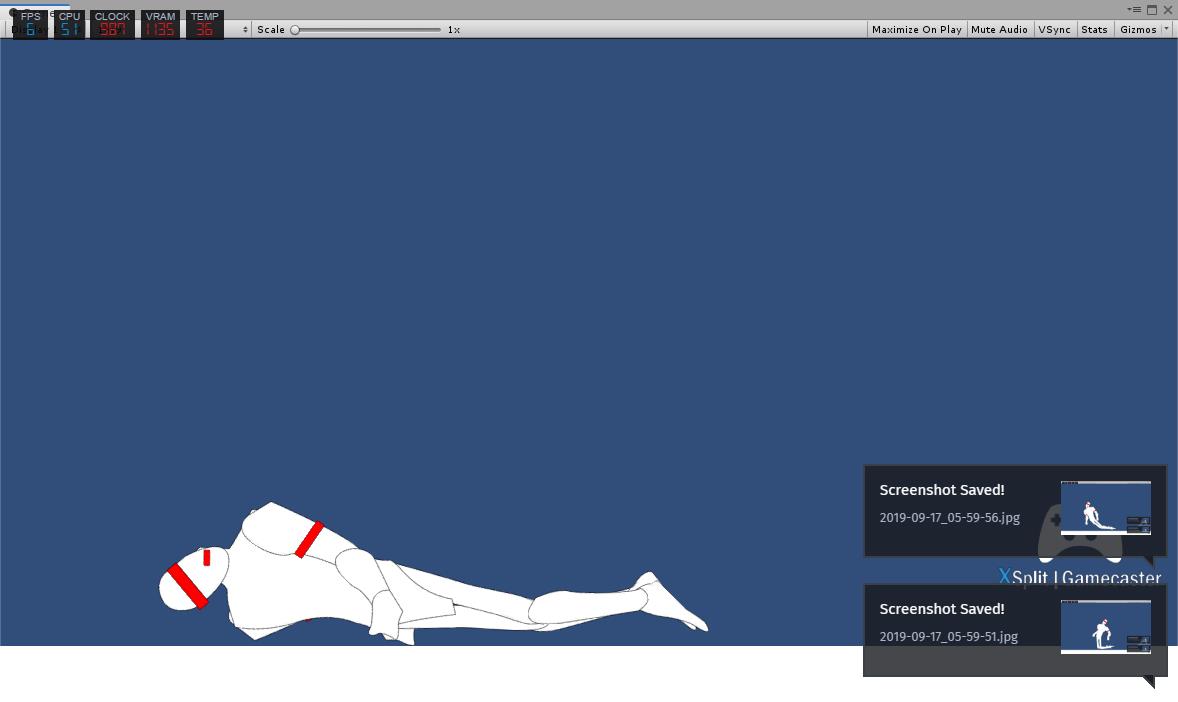 FPS CPU CLOCK VRAM TEMP
6 51 987 1135 36
Scale 1x Maximize On Play Mute Audio VSync Stats Gizmos
Screenshot Saved!
2019-09-17_05-59-56.jpg
XSplit | Gamecaster
Screenshot Saved!
2019-09-17_05-59-51.jpg